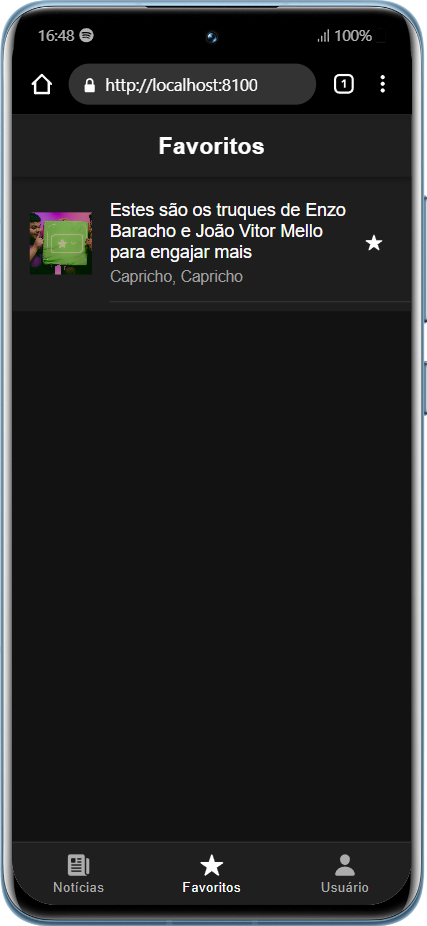 16:48
100%
http://localhost:8100
1
Favoritos
Estes são os truques de Enzo
Baracho e João Vitor Mello
para engajar mais
Capricho, Capricho
Notícias
Favoritos
Usuário